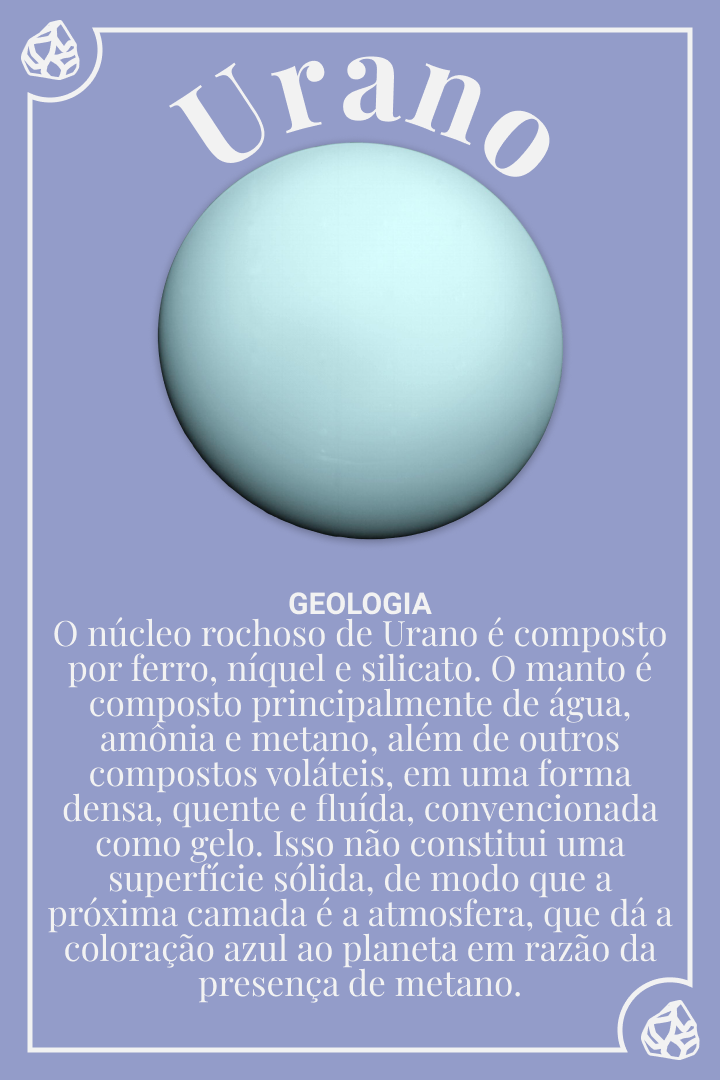 Urano
GEOLOGIA
O núcleo rochoso de Urano é composto
por ferro, níquel e silicato. O manto é
composto principalmente de água,
amônia e metano, além de outros
compostos voláteis, em uma forma
densa, quente e fluída, convencionada
como gelo. Isso não constitui uma
superfície sólida, de modo que a
próxima camada é a atmosfera, que dá a
coloração azul ao planeta em razão da
presença de metano.